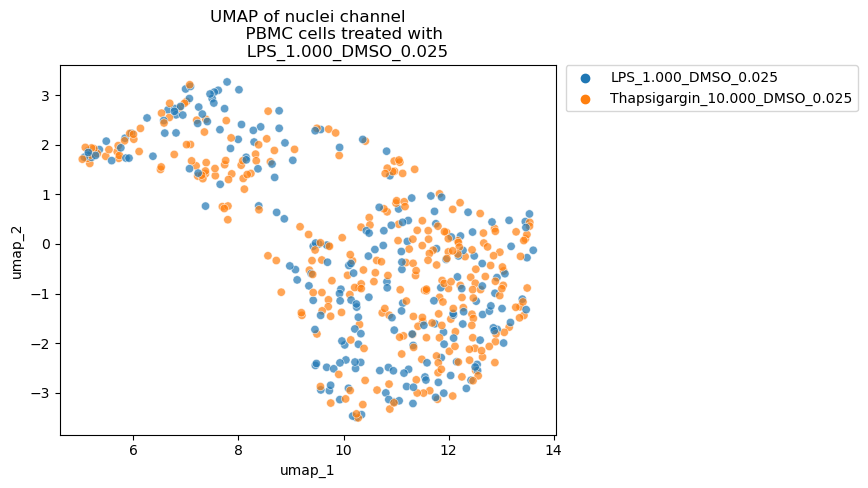 UMAP of nuclei channel
PBMC cells treated with
LPS_1.000_DMSO_0.025
LPS_1.000_DMSO_0.025
Thapsigargin_10.000_DMSO_0.025
3
2
1
0
−1
−2
−3
umap_2
6
8
10
12
14
umap_1